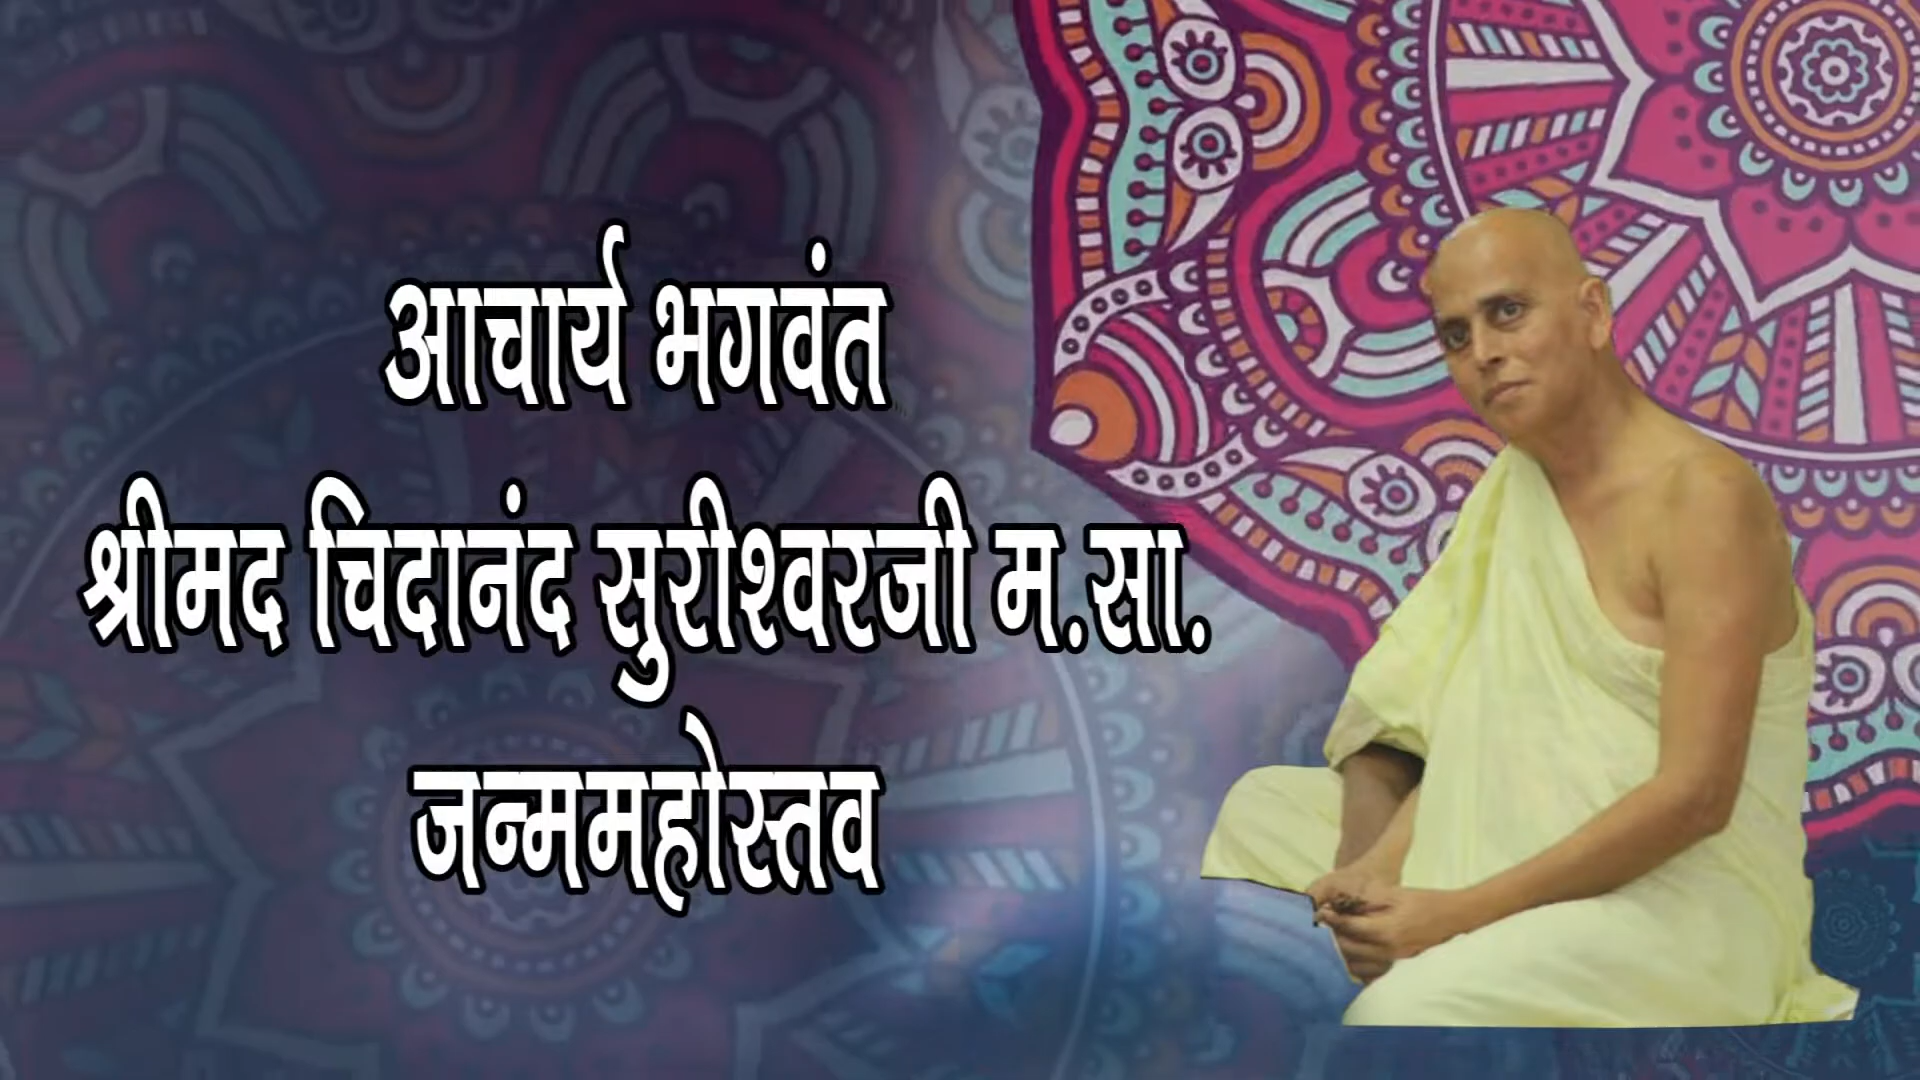 आचार्य भगवंत
श्रीमद चिदानंद सुरीश्वरजी म.सा.
जन्ममहोस्तव